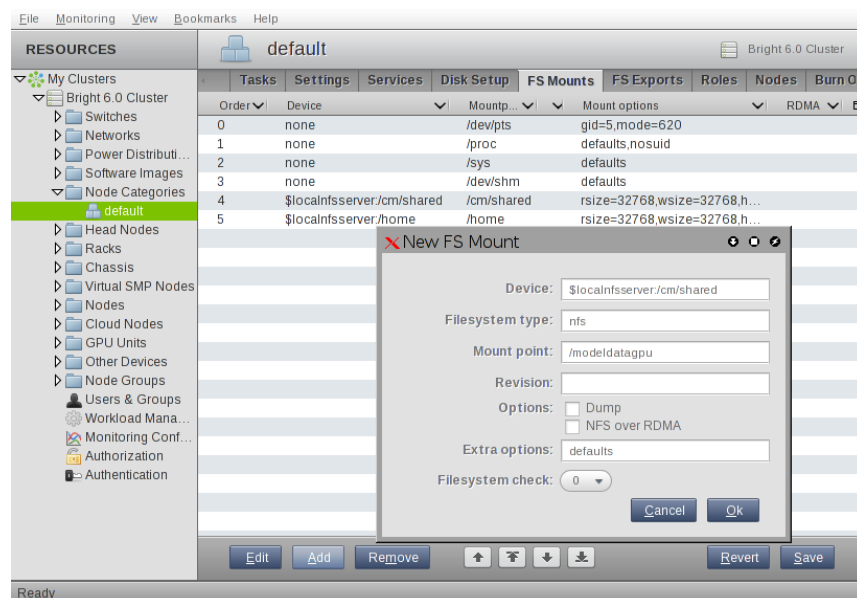 File Monitoring View Bookmarks Help
RESOURCES
default
Bright 6.0 Cluster
My Clusters
Bright 6.0 Cluster
Switches
Networks
Power Distributi...
Software Images
Node Categories
default
Head Nodes
Racks
Chassis
Virtual SMP Nodes
Nodes
Cloud Nodes
GPU Units
Other Devices
Node Groups
Users & Groups
Workload Mana...
Monitoring Conf...
Authorization
Authentication
Tasks Settings Services Disk Setup FS Mounts FS Exports Roles Nodes Burn
Order Device Mountp... Mount options RDMA
0 none /dev/pts gid=5,mode=620
1 none /proc defaults,nosuid
2 none /sys defaults
3 none /dev/shm defaults
4 $localnfsserver:/cm/shared /cm/shared rsize=32768,wsize=32768,h...
5 $localnfsserver:/home /home rsize=32768,wsize=32768,h...
New FS Mount
Device: $localnfsserver:/cm/shared
Filesystem type: nfs
Mount point: /modeldatagpu
Revision:
Options: Dump
NFS over RDMA
Extra options: defaults
Filesystem check: 0
Cancel Ok
Edit Add Remove Revert Save
Ready